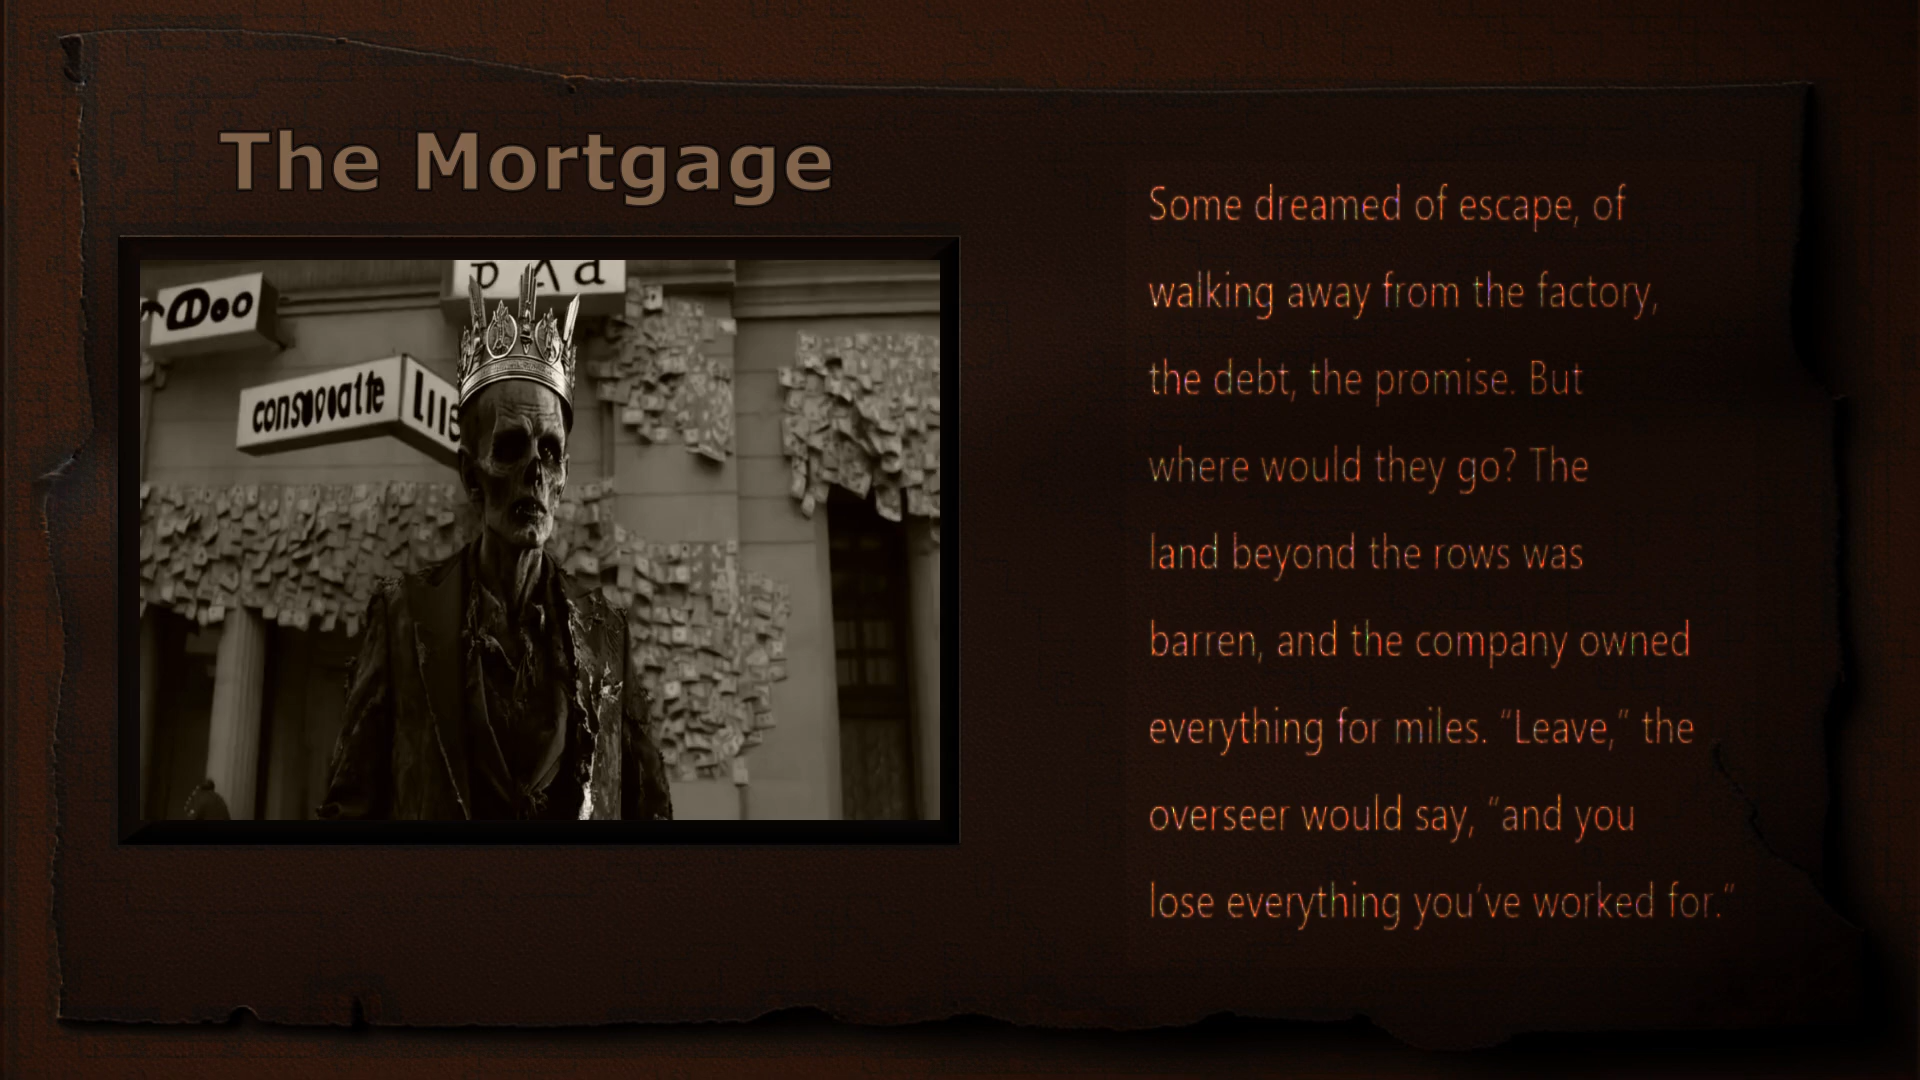 The Mortgage
Some dreamed of escape, of
walking away from the factory,
the debt, the promise. But
where would they go? The
land beyond the rows was
barren, and the company owned
everything for miles. “Leave,” the
overseer would say, “and you
lose everything you’ve worked for.”